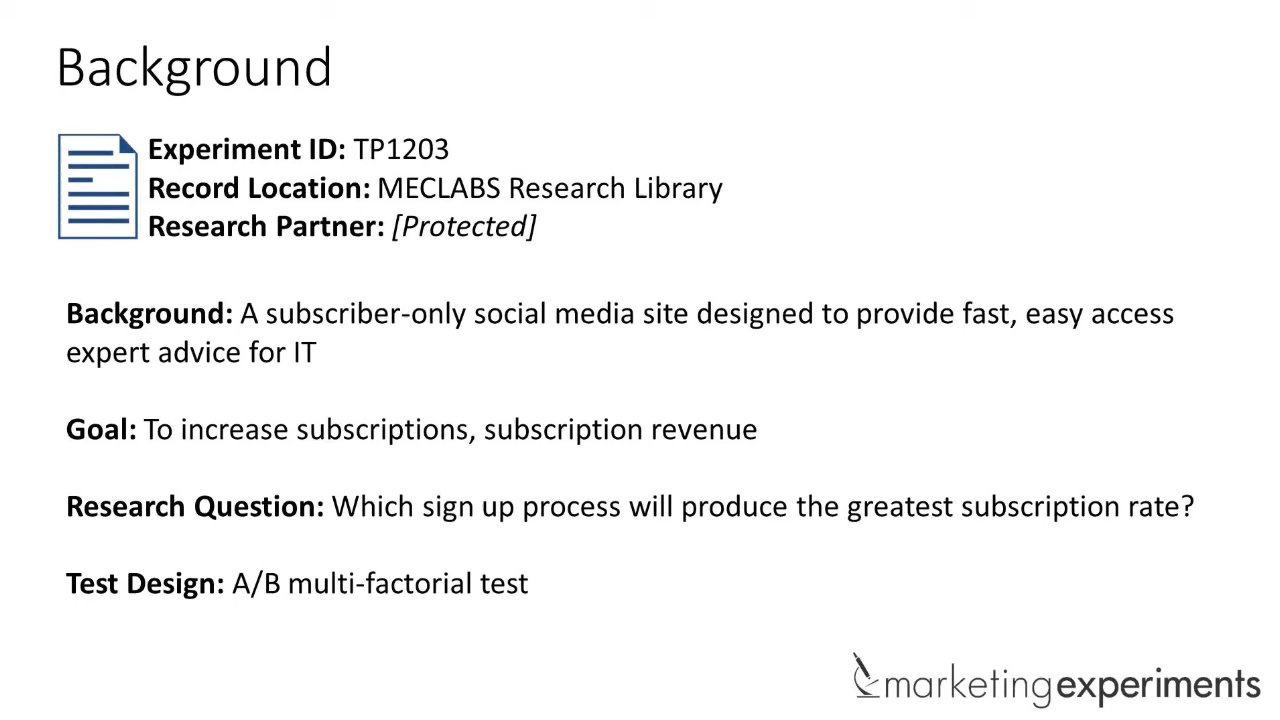 Background
Experiment ID: TP1203
Record Location: MECLABS Research Library
Research Partner: [Protected]
Background: A subscriber-only social media site designed to provide fast, easy access
expert advice for IT
Goal: To increase subscriptions, subscription revenue
Research Question: Which sign up process will produce the greatest subscription rate?
Test Design: A/B multi-factorial test
marketingexperiments